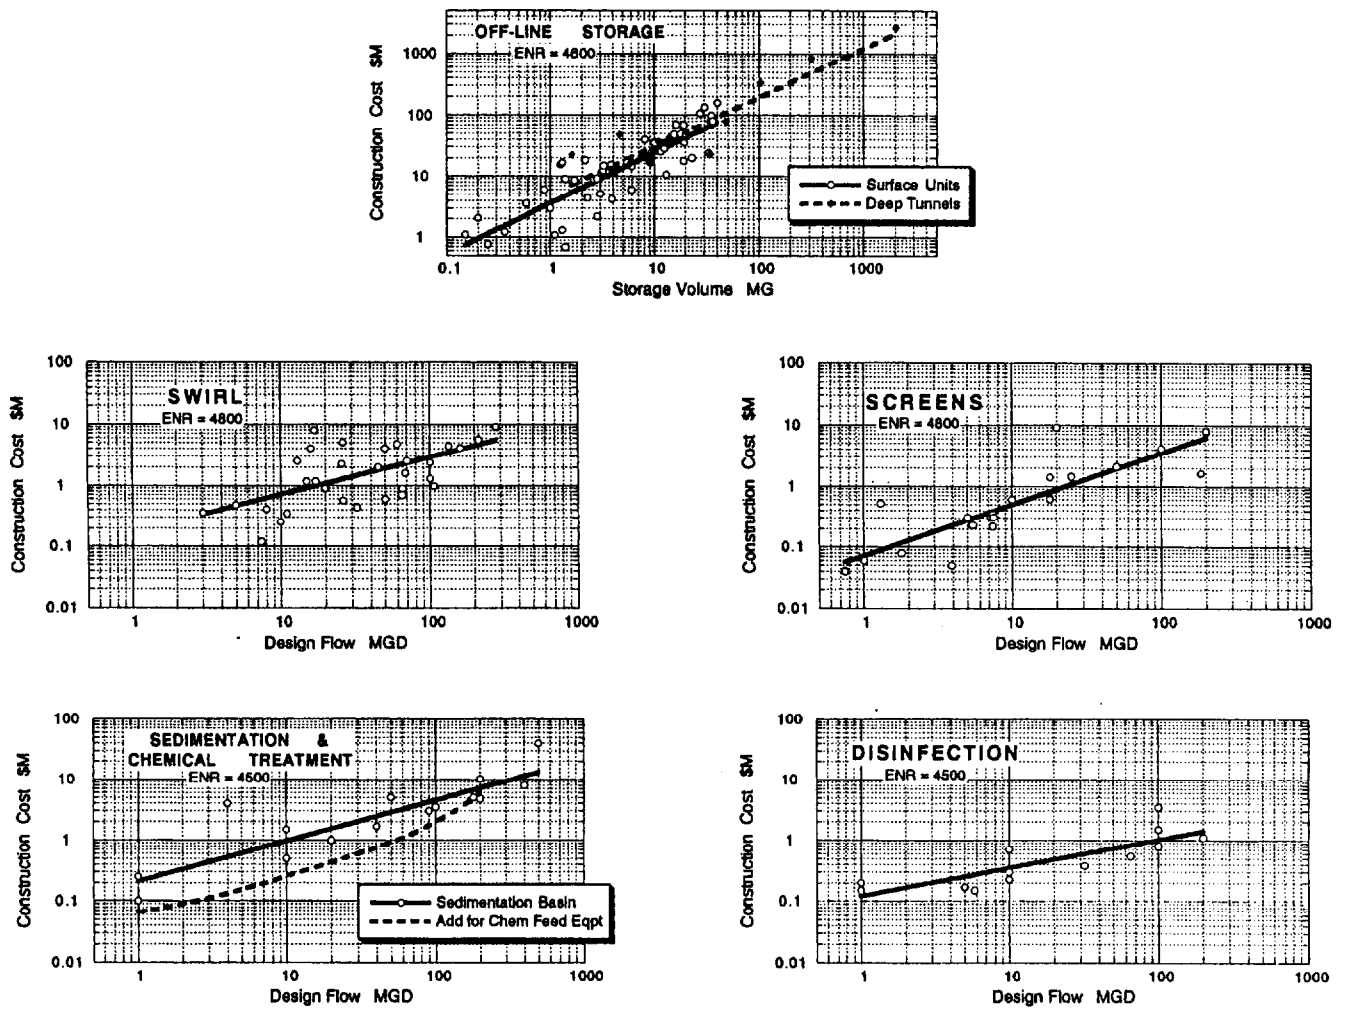 OFF-LINE STORAGE
ENR = 4800
Construction Cost $M
1000
100
10
1
0.1 1 10 100 1000
Storage Volume MG
Surface Units
Deep Tunnels
SWIRL
ENR = 4800
Construction Cost $M
100
10
1
0.1
0.01
1 10 100 1000
Design Flow MGD
SCREENS
ENR = 4800
Construction Cost $M
100
10
1
0.1
0.01
1 10 100 1000
Design Flow MGD
SEDIMENTATION &
CHEMICAL TREATMENT
ENR = 4500
Construction Cost $M
100
10
1
0.1
0.01
1 10 100 1000
Design Flow MGD
Sedimentation Basin
Add for Chem Feed Eqpt
DISINFECTION
ENR = 4500
Construction Cost $M
100
10
1
0.1
0.01
1 10 100 1000
Design Flow MGD